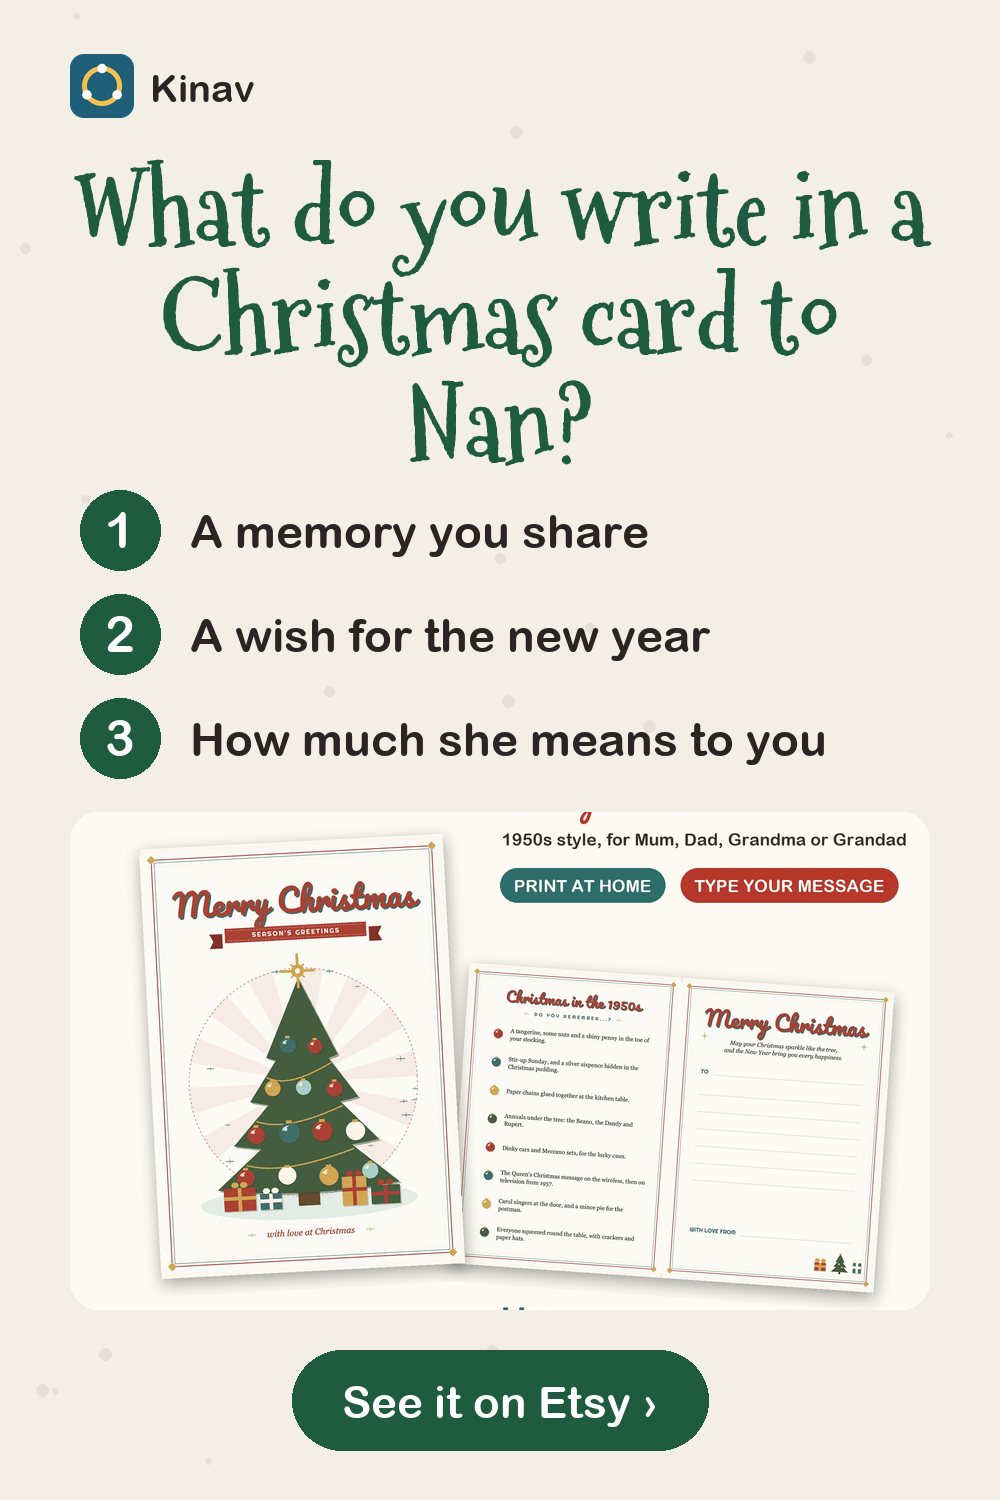 Kinav
What do you write in a
Christmas card to
Nan?
1 A memory you share
2 A wish for the new year
3 How much she means to you
1950s style, for Mum, Dad, Grandma or Grandad
PRINT AT HOME
TYPE YOUR MESSAGE
Merry Christmas
SEASON'S GREETINGS
with love at Christmas
Christmas in the 1950s
DO YOU REMEMBER...?
A tangerine, some nuts and a shiny penny in the toe of
your stocking.
Stir-up Sunday, and a silver sixpence hidden in the
Christmas pudding.
Paper chains glued together at the kitchen table.
Annuals under the tree: the Beano, the Dandy and
Rupert.
Dinky cars and Meccano sets, for the lucky ones.
The Queen's Christmas message on the wireless, then on
television from 1957.
Carol singers at the door, and a mince pie for the
postman.
Everyone squeezed round the table, with crackers and
paper hats.
Merry Christmas
May your Christmas sparkle like the tree,
and the New Year bring you every happiness.
TO
WITH LOVE FROM
See it on Etsy ›